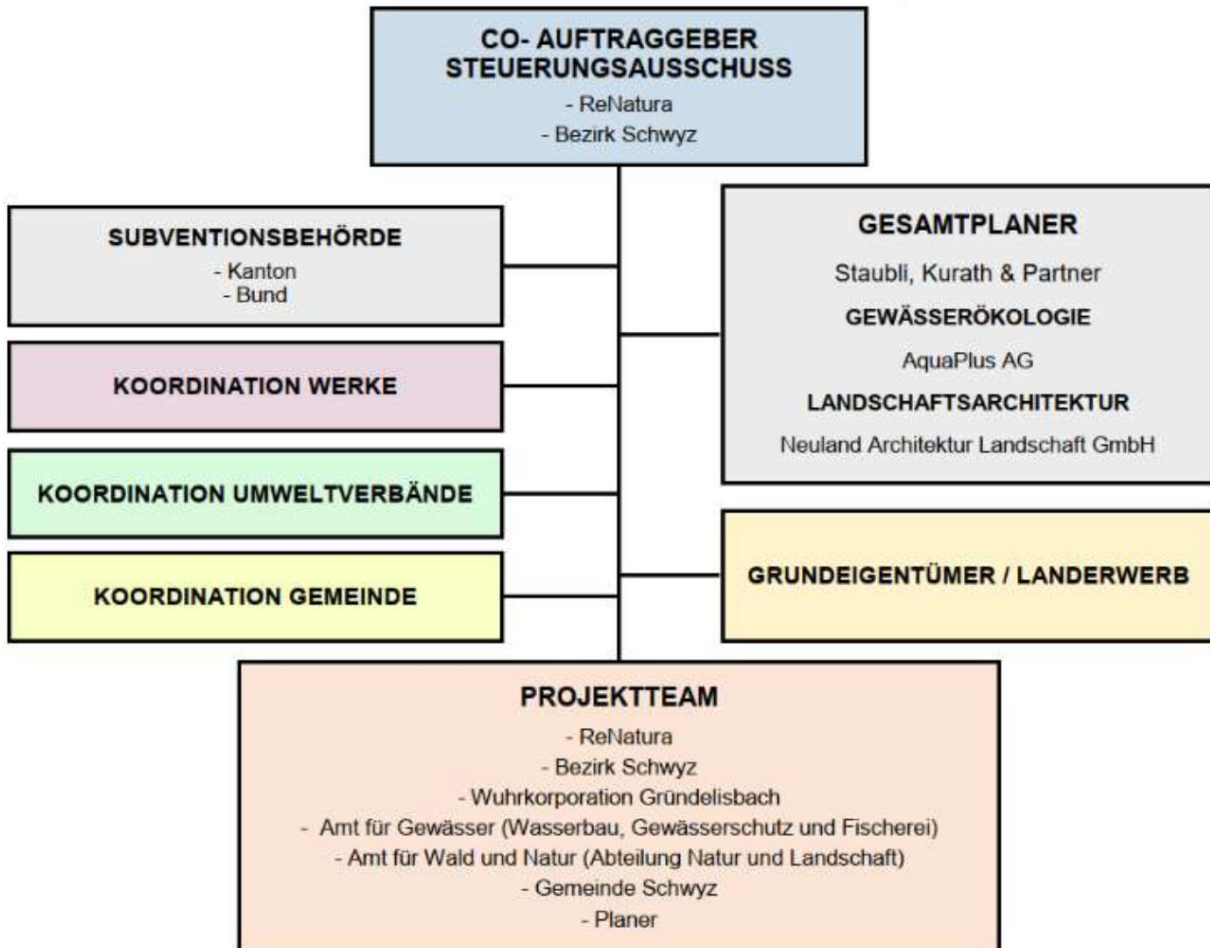 CO- AUFTRAGGEBER
STEUERUNGSAUSSCHUSS
- ReNatura
- Bezirk Schwyz
SUBVENTIONSBEHÖRDE
- Kanton
- Bund
KOORDINATION WERKE
KOORDINATION UMWELTVERBÄNDE
KOORDINATION GEMEINDE
GESAMTPLANER
Staubli, Kurath & Partner
GEWÄSSERÖKOLOGIE
AquaPlus AG
LANDSCHAFTSARCHITEKTUR
Neuland Architektur Landschaft GmbH
GRUNDEIGENTÜMER / LANDERWERB
PROJEKTTEAM
- ReNatura
- Bezirk Schwyz
- Wuhrkorporation Gründelisbach
- Amt für Gewässer (Wasserbau, Gewässerschutz und Fischerei)
- Amt für Wald und Natur (Abteilung Natur und Landschaft)
- Gemeinde Schwyz
- Planer